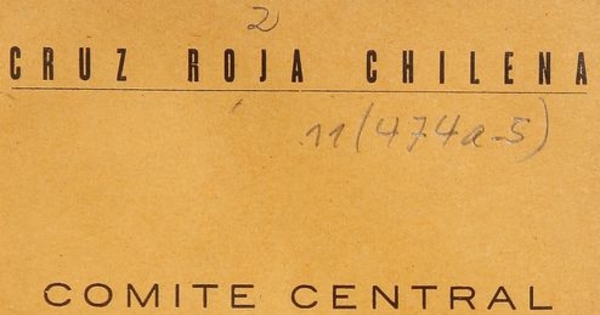 2
CRUZ ROJA CHILENA
11(474a-5)
COMITE CENTRAL